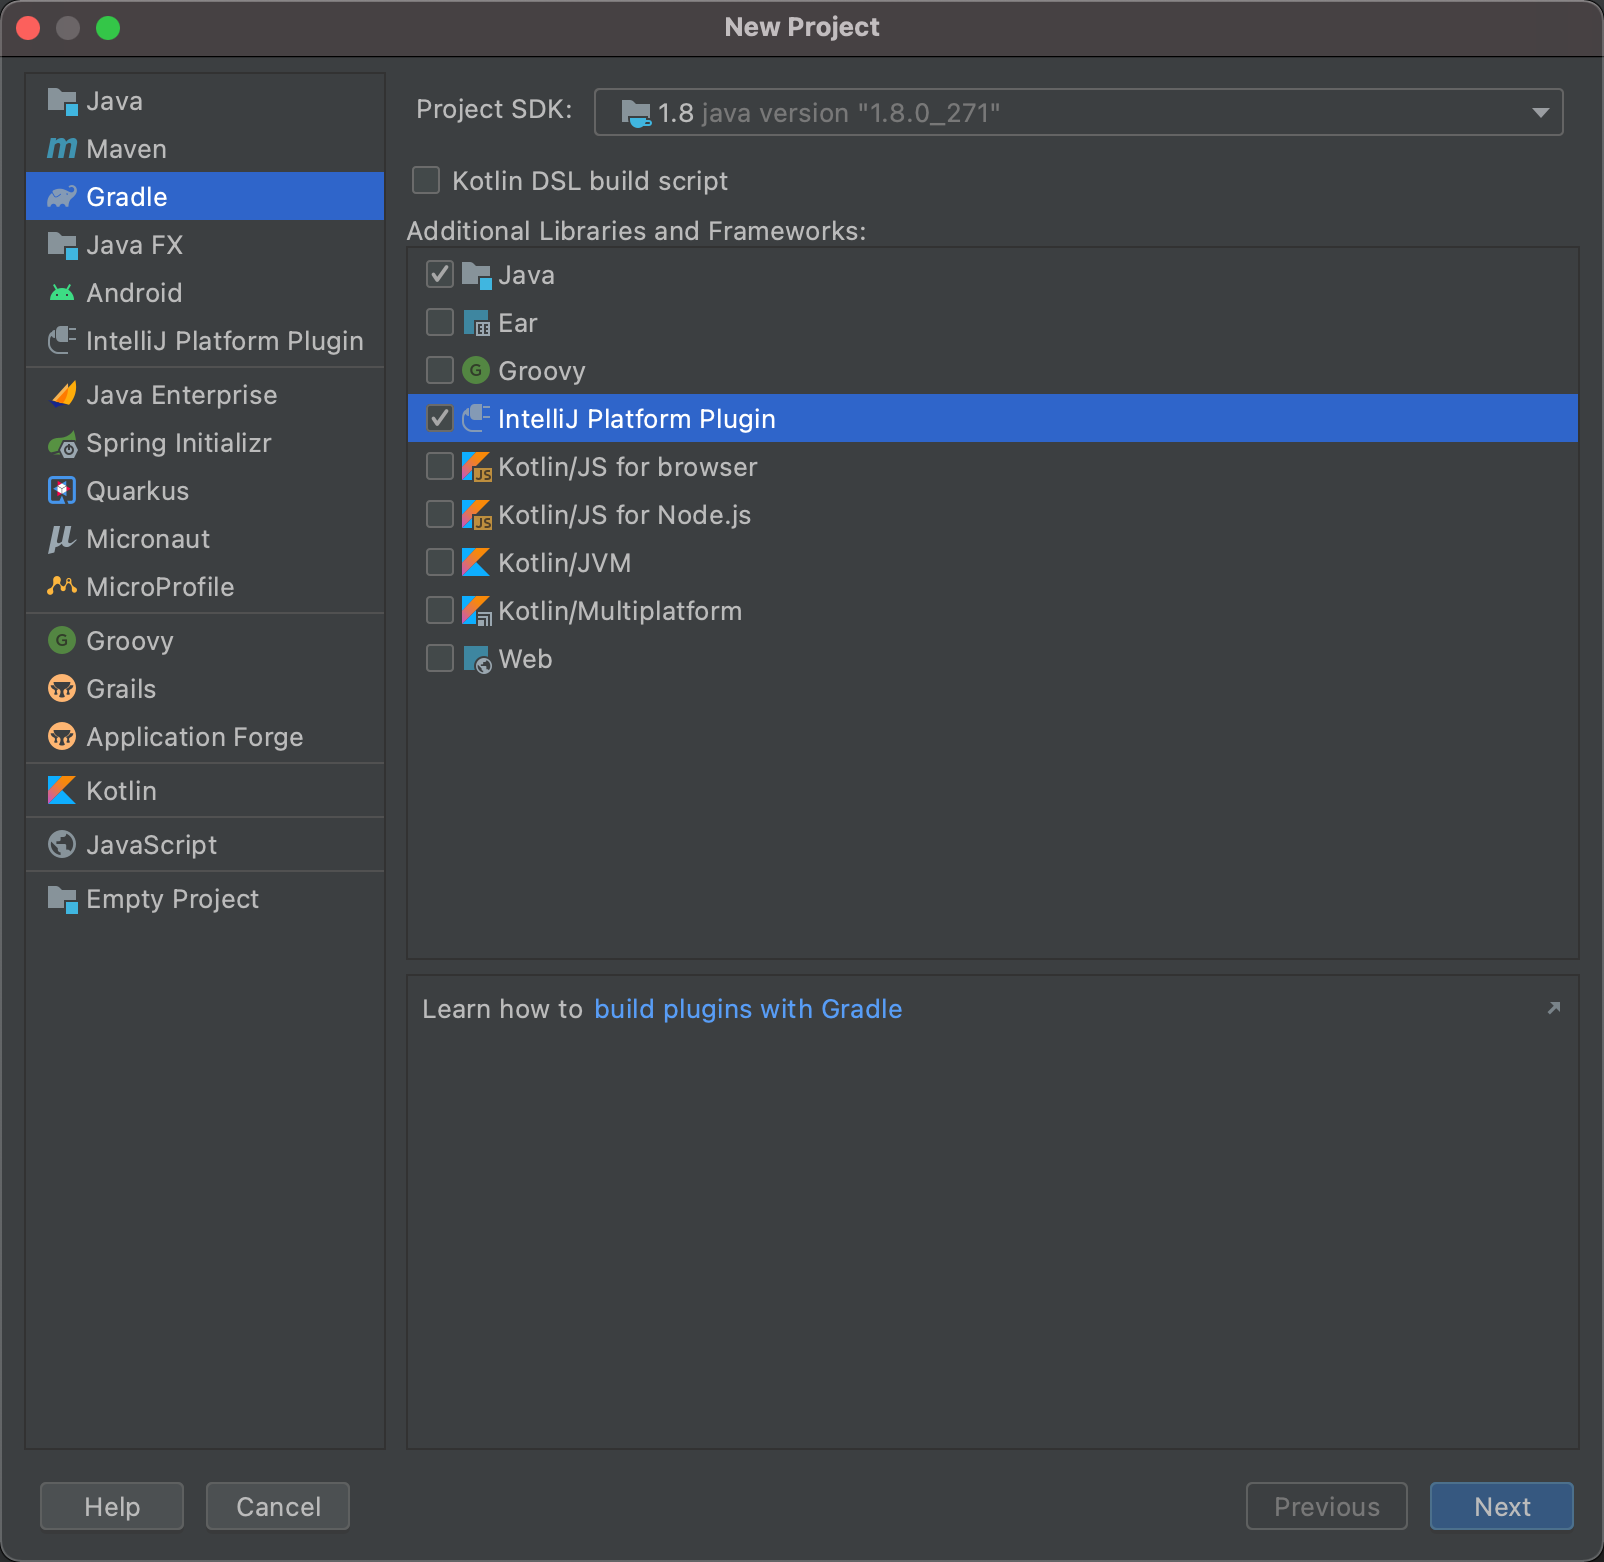 New Project
Java
Maven
Gradle
Java FX
Android
IntelliJ Platform Plugin
Java Enterprise
Spring Initializr
Quarkus
Micronaut
MicroProfile
Groovy
Grails
Application Forge
Kotlin
JavaScript
Empty Project
Project SDK: 1.8 java version "1.8.0_271"
Kotlin DSL build script
Additional Libraries and Frameworks:
Java
Ear
Groovy
IntelliJ Platform Plugin
Kotlin/JS for browser
Kotlin/JS for Node.js
Kotlin/JVM
Kotlin/Multiplatform
Web
Learn how to build plugins with Gradle
Help
Cancel
Previous
Next